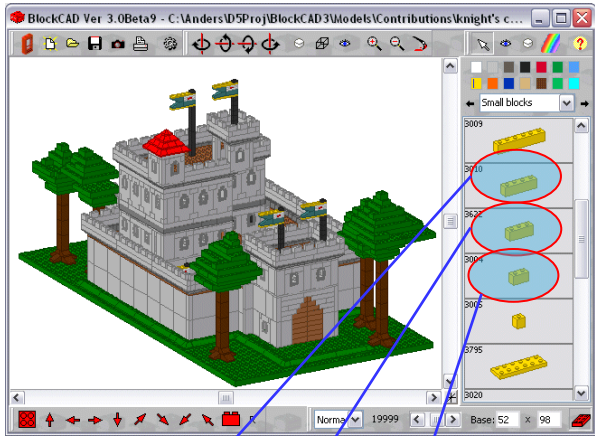 BlockCAD Ver 3.0Beta9 - C:\Anders\D5Proj\BlockCAD3\Models\Contributions\knight's c...
Small blocks
3009
3010
3622
3004
3005
3795
3020
Norma
19999
Base: 52 x 98